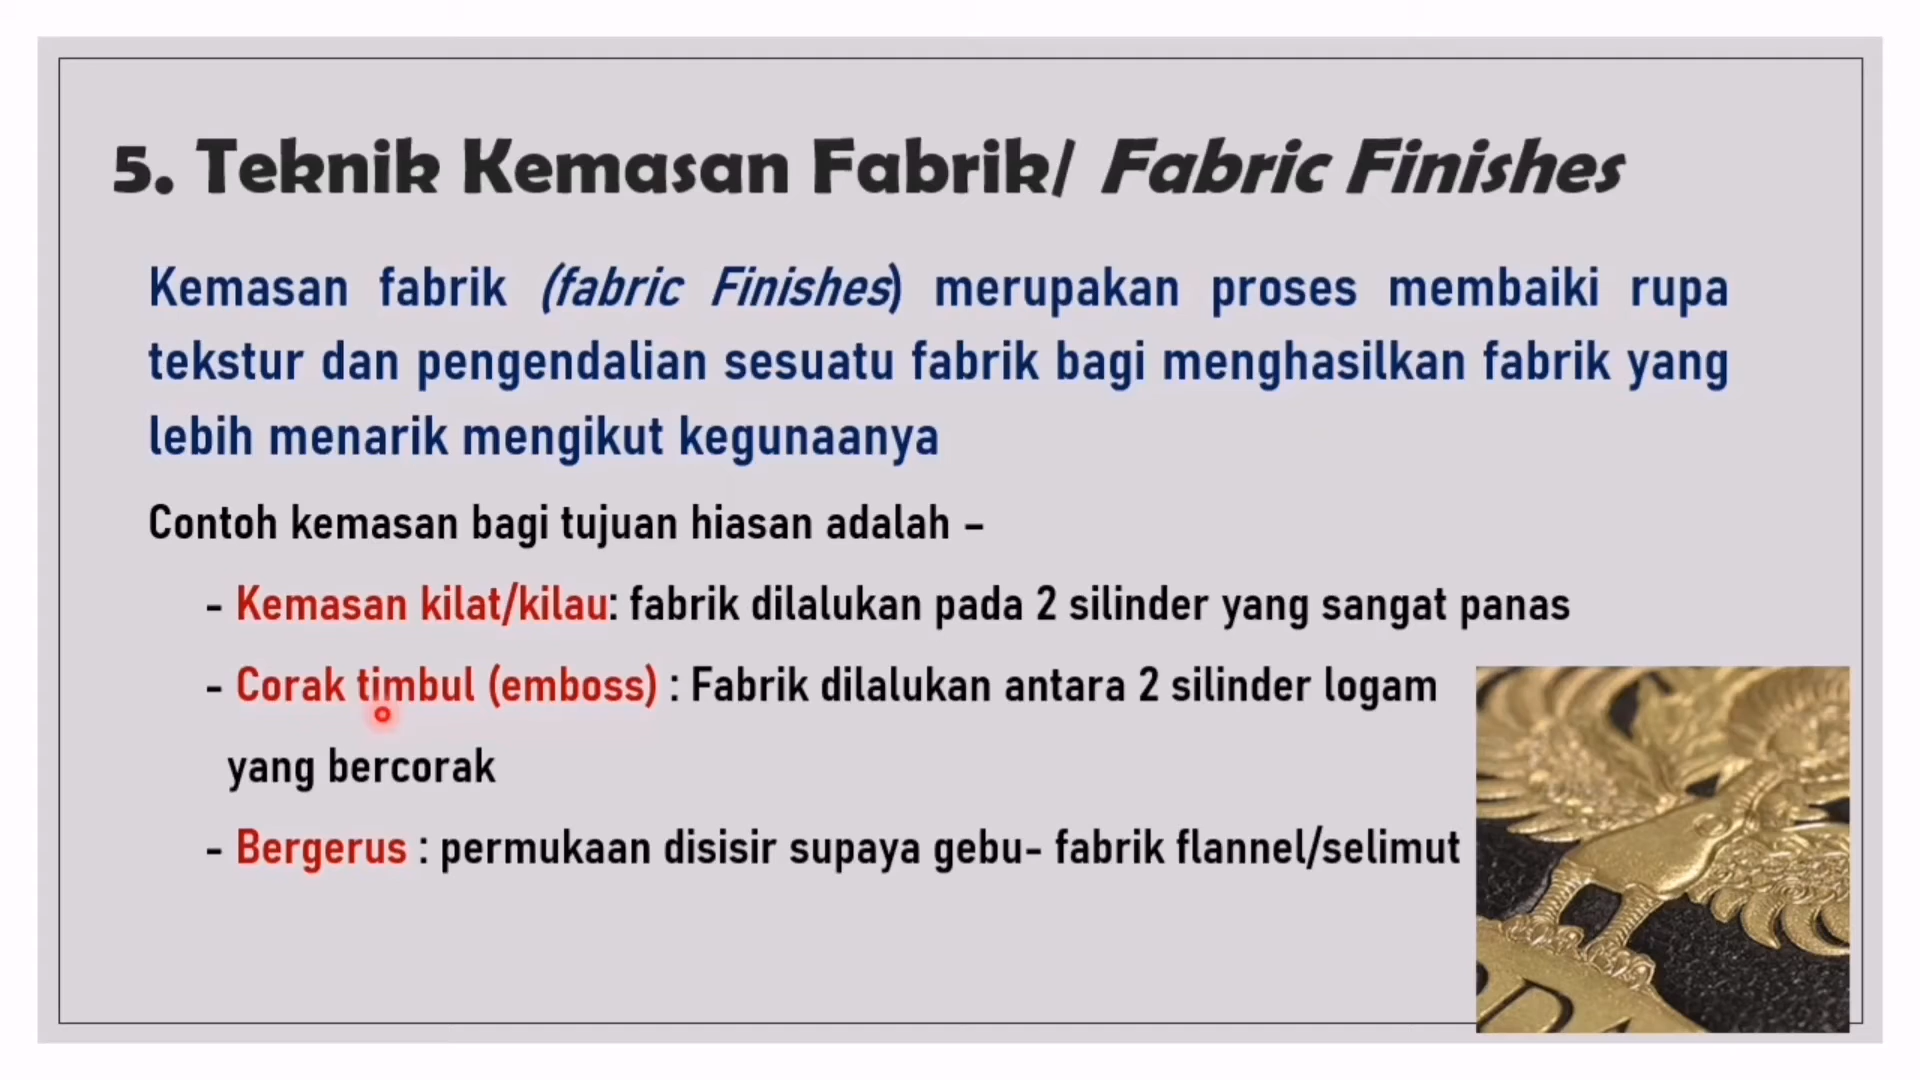 5. Teknik Kemasan Fabrik/ Fabric Finishes
Kemasan fabrik (fabric Finishes) merupakan proses membaiki rupa
tekstur dan pengendalian sesuatu fabrik bagi menghasilkan fabrik yang
lebih menarik mengikut kegunaanya
Contoh kemasan bagi tujuan hiasan adalah –
- Kemasan kilat/kilau: fabrik dilalukan pada 2 silinder yang sangat panas
- Corak timbul (emboss) : Fabrik dilalukan antara 2 silinder logam
yang bercorak
- Bergerus : permukaan disisir supaya gebu- fabrik flannel/selimut